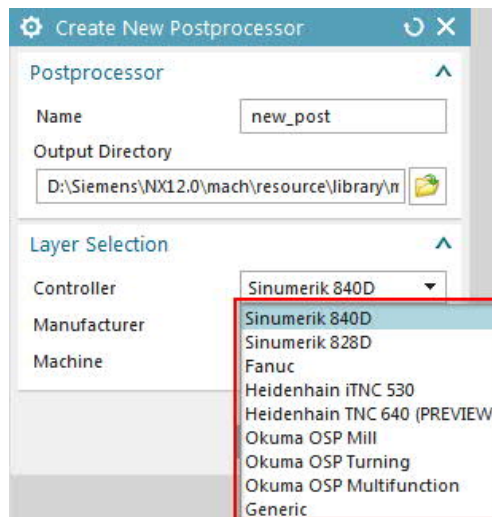 Create New Postprocessor
Postprocessor
Name new_post
Output Directory
D:\Siemens\NX12.0\mach\resource\library\m
Layer Selection
Controller Sinumerik 840D
Manufacturer Sinumerik 840D
Sinumerik 828D
Machine Fanuc
Heidenhain iTNC 530
Heidenhain TNC 640 (PREVIEW
Okuma OSP Mill
Okuma OSP Turning
Okuma OSP Multifunction
Generic